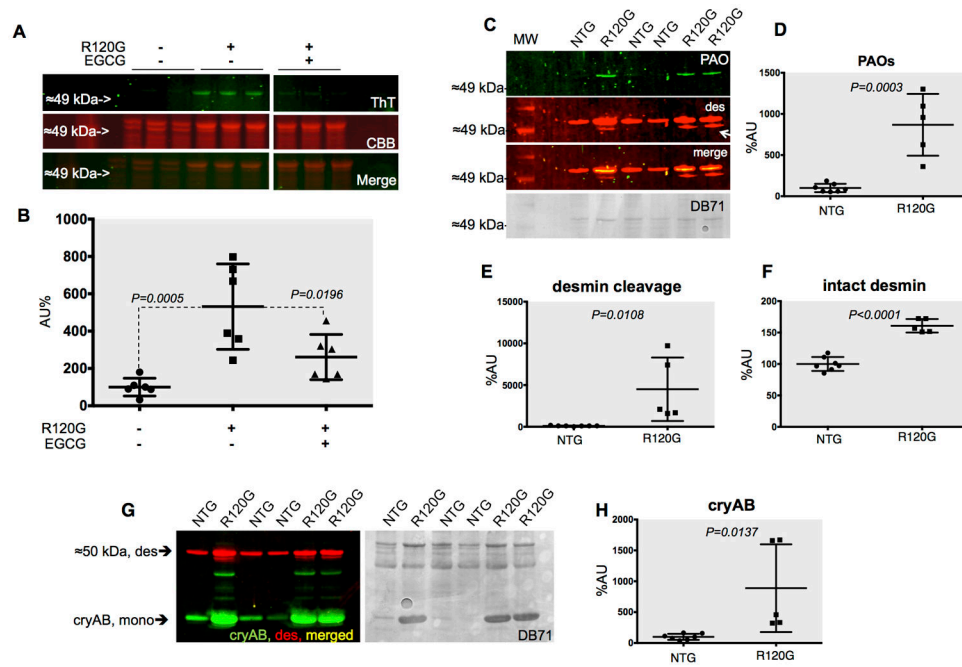 A
R120G - + +
EGCG - - +
≈49 kDa-> ThT
≈49 kDa-> CBB
≈49 kDa-> Merge
B
AU%
1000
800
600
400
200
0
P=0.0005
P=0.0196
R120G - + +
EGCG - - +
C
MW NTG R120G NTG NTG R120G R120G
PAO
≈49 kDa-
des
≈49 kDa-
merge
≈49 kDa-
DB71
≈49 kDa-
D
PAOs
%AU
1500
1000
500
0
P=0.0003
NTG R120G
E
desmin cleavage
%AU
15000
10000
5000
0
P=0.0108
NTG R120G
F
intact desmin
%AU
200
150
100
50
0
P<0.0001
NTG R120G
G
NTG R120G NTG NTG R120G R120G
NTG R120G NTG NTG R120G R120G
≈50 kDa, des→
cryAB, mono→
cryAB, des, merged
DB71
H
cryAB
%AU
2000
1500
1000
500
0
P=0.0137
NTG R120G